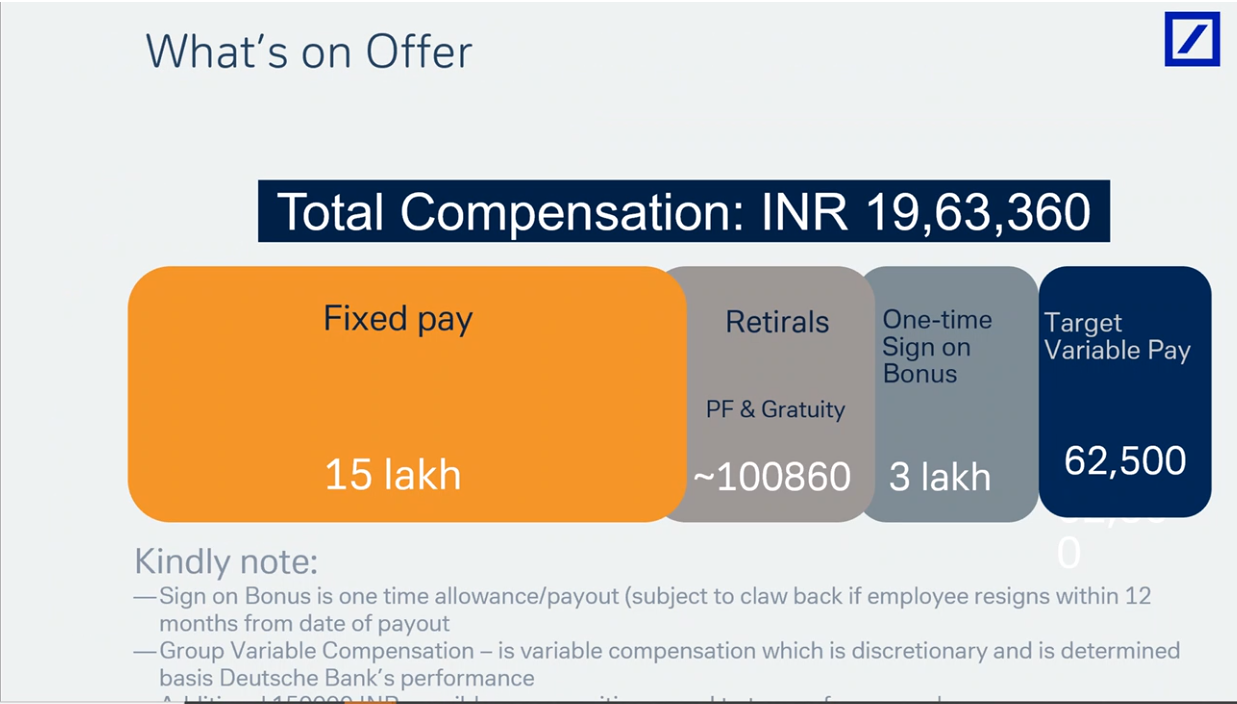 What's on Offer
Total Compensation: INR 19,63,360
Fixed pay
15 lakh
Retirals
PF & Gratuity
~100860
One-time
Sign on
Bonus
3 lakh
Target
Variable Pay
62,500
0
Kindly note:
—Sign on Bonus is one time allowance/payout (subject to claw back if employee resigns within 12
months from date of payout
—Group Variable Compensation – is variable compensation which is discretionary and is determined
basis Deutsche Bank's performance